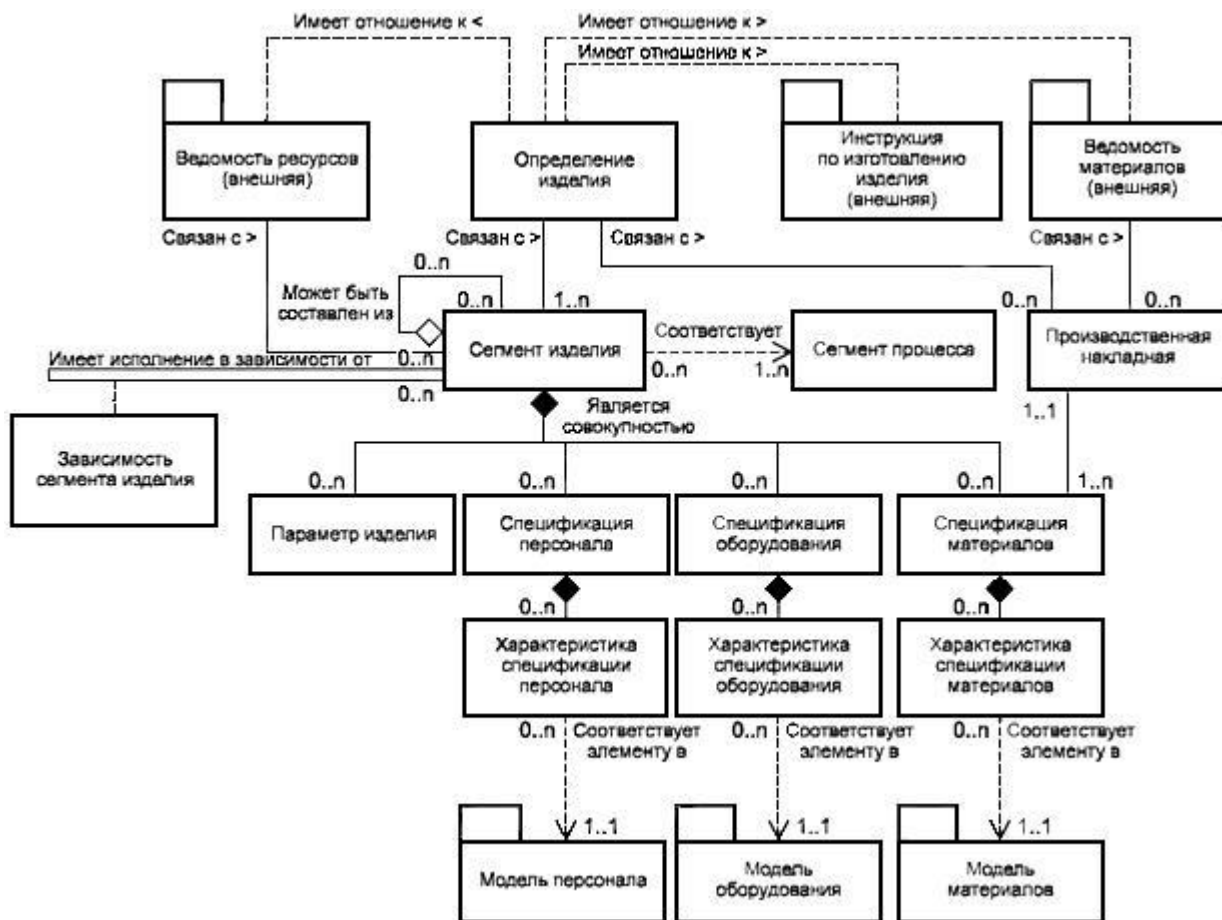 Имеет отношение к <
Имеет отношение к >
Имеет отношение к >
Ведомость ресурсов
(внешняя)
Определение
изделия
Инструкция
по изготовлению
изделия
(внешняя)
Ведомость
материалов
(внешняя)
Связан с >
Связан с >
Связан с >
Связан с >
0..n
Может быть
составлен из
0..n
1..n
0..n
0..n
Сегмент изделия
Соответствует
0..n
1..n
Сегмент процесса
Производственная
накладная
Имеет исполнение в зависимости от
0..n
0..n
Зависимость
сегмента изделия
Является
совокупностью
1..1
0..n
0..n
0..n
0..n
1..n
Параметр изделия
Спецификация
персонала
Спецификация
оборудования
Спецификация
материалов
0..n
0..n
0..n
Характеристика
спецификации
персонала
Характеристика
спецификации
оборудования
Характеристика
спецификации
материалов
0..n
Соответствует
элементу в
0..n
Соответствует
элементу в
0..n
Соответствует
элементу в
1..1
1..1
1..1
Модель персонала
Модель
оборудования
Модель
материалов